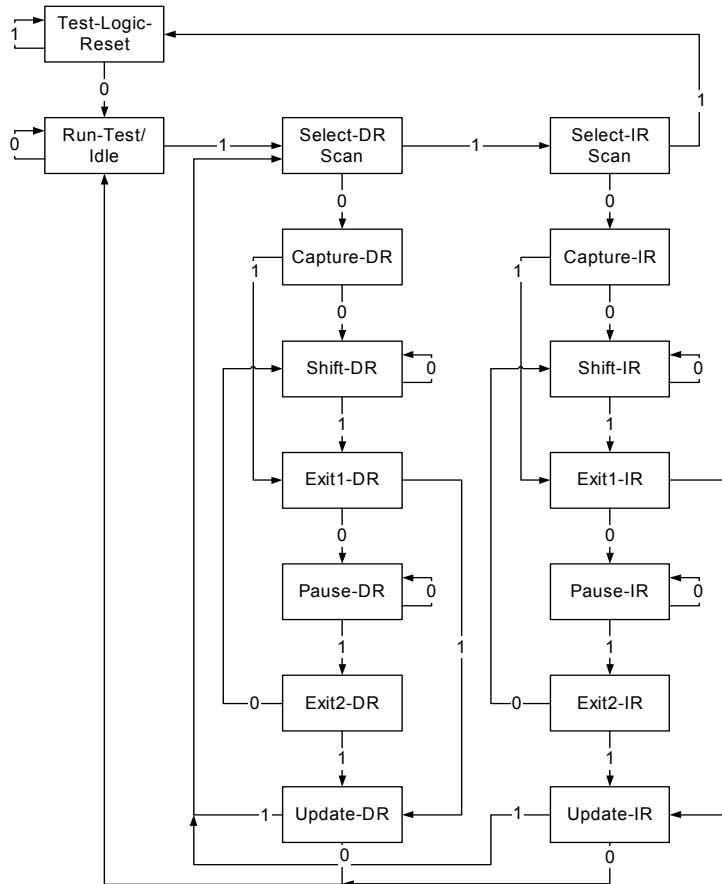 Test-Logic-
Reset
1
0
1
Run-Test/
Idle
0
1
Select-DR
Scan
1
Select-IR
Scan
0
0
Capture-DR
Capture-IR
1
1
0
0
Shift-DR
0
Shift-IR
0
1
1
Exit1-DR
Exit1-IR
0
0
Pause-DR
0
Pause-IR
0
1
1
1
0
Exit2-DR
0
Exit2-IR
1
1
1
Update-DR
1
Update-IR
0
0